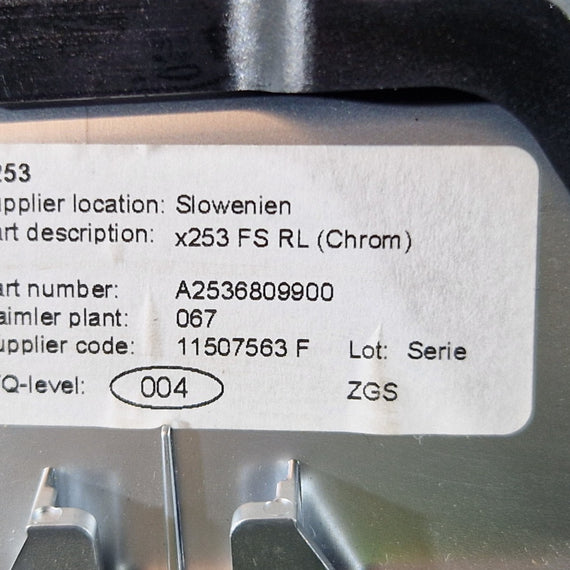 253
pplier location: Slowenien
art description: x253 FS RL (Chrom)
art number: A2536809900
aimler plant: 067
upplier code: 11507563 F Lot: Serie
Q-level: 004 ZGS